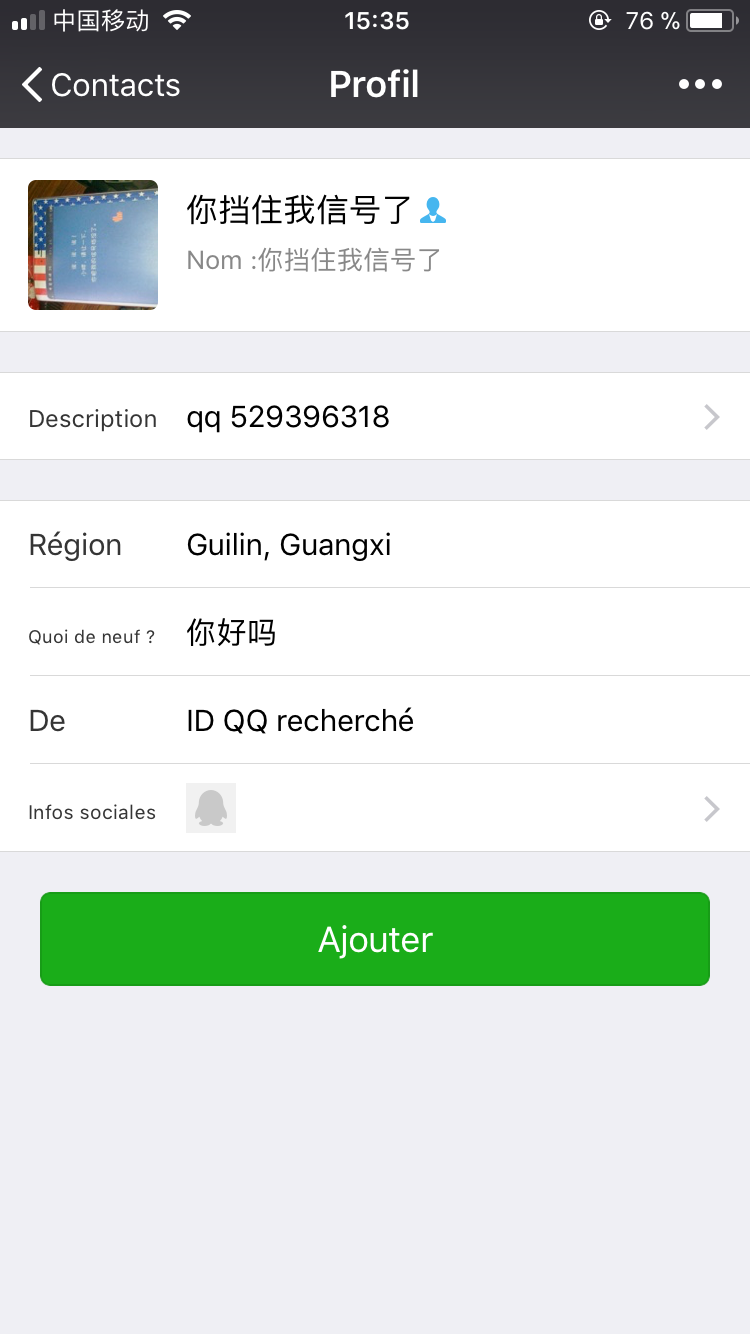 中国移动 15:35 76 %
Contacts Profil
你挡住我信号了
Nom :你挡住我信号了
Description qq 529396318
Région Guilin, Guangxi
Quoi de neuf ? 你好吗
De ID QQ recherché
Infos sociales
Ajouter